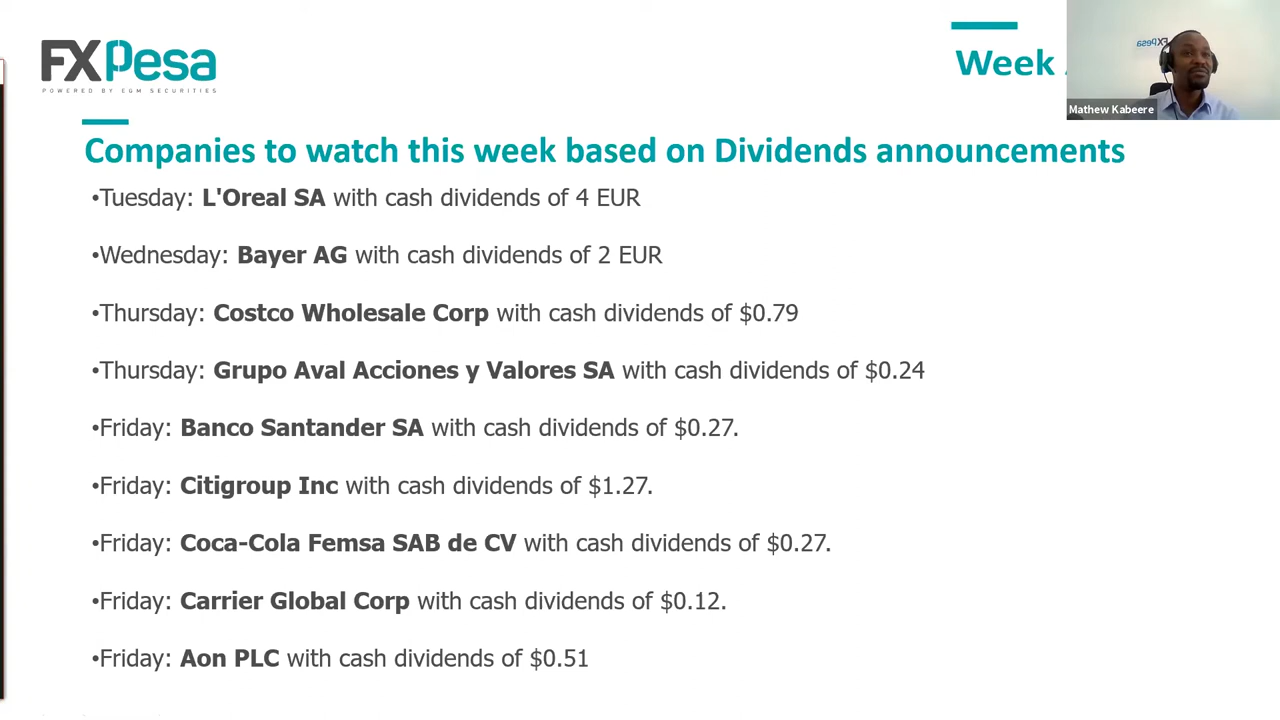 FXPesa
POWERED BY EGM SECURITIES
Week
FXPesa
Mathew Kabeere
Companies to watch this week based on Dividends announcements
•Tuesday: L'Oreal SA with cash dividends of 4 EUR
•Wednesday: Bayer AG with cash dividends of 2 EUR
•Thursday: Costco Wholesale Corp with cash dividends of $0.79
•Thursday: Grupo Aval Acciones y Valores SA with cash dividends of $0.24
•Friday: Banco Santander SA with cash dividends of $0.27.
•Friday: Citigroup Inc with cash dividends of $1.27.
•Friday: Coca-Cola Femsa SAB de CV with cash dividends of $0.27.
•Friday: Carrier Global Corp with cash dividends of $0.12.
•Friday: Aon PLC with cash dividends of $0.51